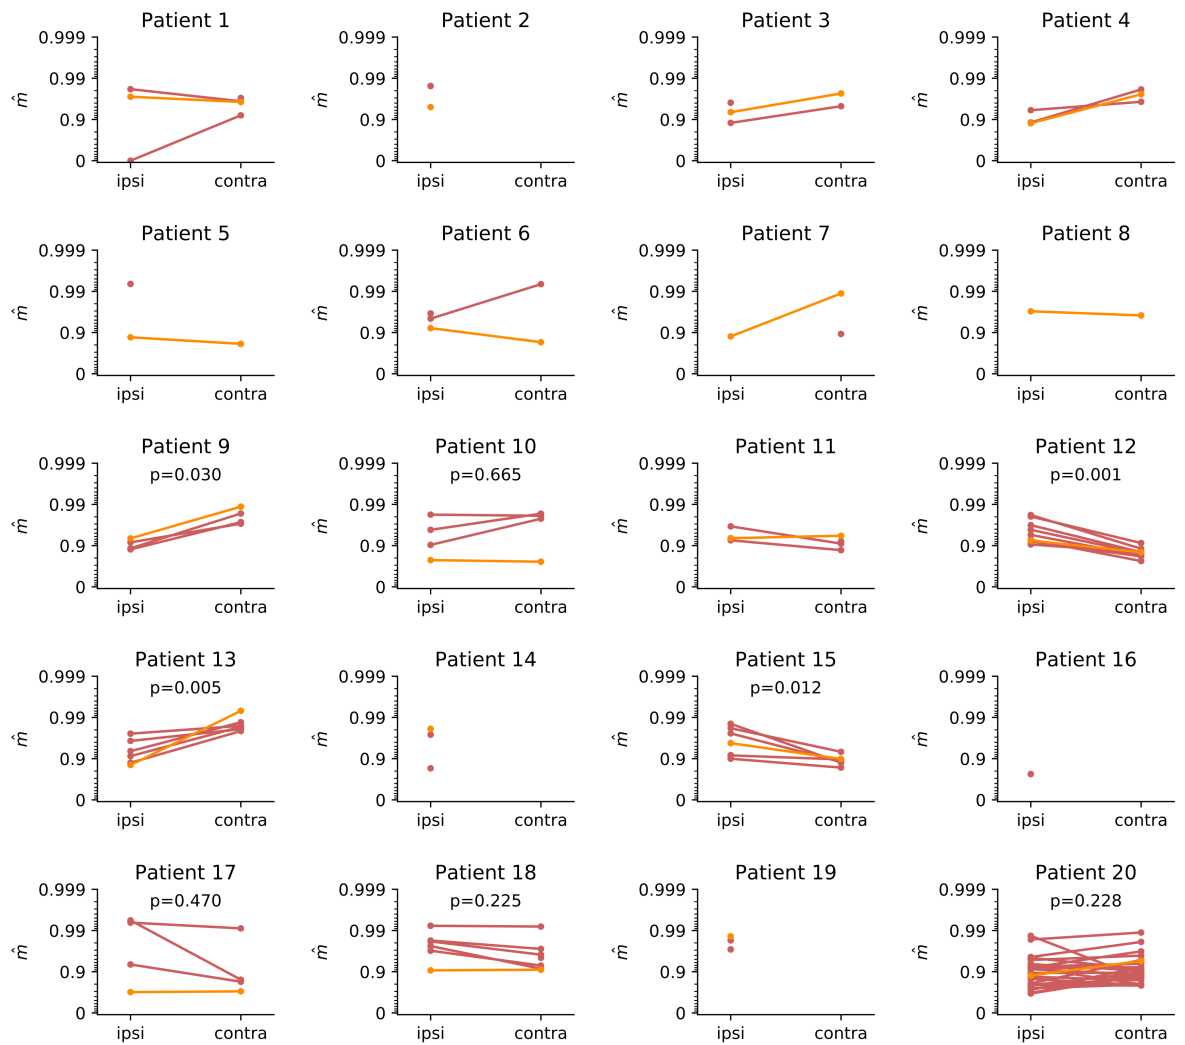 Patient 1
0.999
0.99
0.9
0
m̂
ipsi contra
Patient 2
0.999
0.99
0.9
0
m̂
ipsi contra
Patient 3
0.999
0.99
0.9
0
m̂
ipsi contra
Patient 4
0.999
0.99
0.9
0
m̂
ipsi contra
Patient 5
0.999
0.99
0.9
0
m̂
ipsi contra
Patient 6
0.999
0.99
0.9
0
m̂
ipsi contra
Patient 7
0.999
0.99
0.9
0
m̂
ipsi contra
Patient 8
0.999
0.99
0.9
0
m̂
ipsi contra
Patient 9
p=0.030
0.999
0.99
0.9
0
m̂
ipsi contra
Patient 10
p=0.665
0.999
0.99
0.9
0
m̂
ipsi contra
Patient 11
0.999
0.99
0.9
0
m̂
ipsi contra
Patient 12
p=0.001
0.999
0.99
0.9
0
m̂
ipsi contra
Patient 13
p=0.005
0.999
0.99
0.9
0
m̂
ipsi contra
Patient 14
0.999
0.99
0.9
0
m̂
ipsi contra
Patient 15
p=0.012
0.999
0.99
0.9
0
m̂
ipsi contra
Patient 16
0.999
0.99
0.9
0
m̂
ipsi contra
Patient 17
p=0.470
0.999
0.99
0.9
0
m̂
ipsi contra
Patient 18
p=0.225
0.999
0.99
0.9
0
m̂
ipsi contra
Patient 19
0.999
0.99
0.9
0
m̂
ipsi contra
Patient 20
p=0.228
0.999
0.99
0.9
0
m̂
ipsi contra